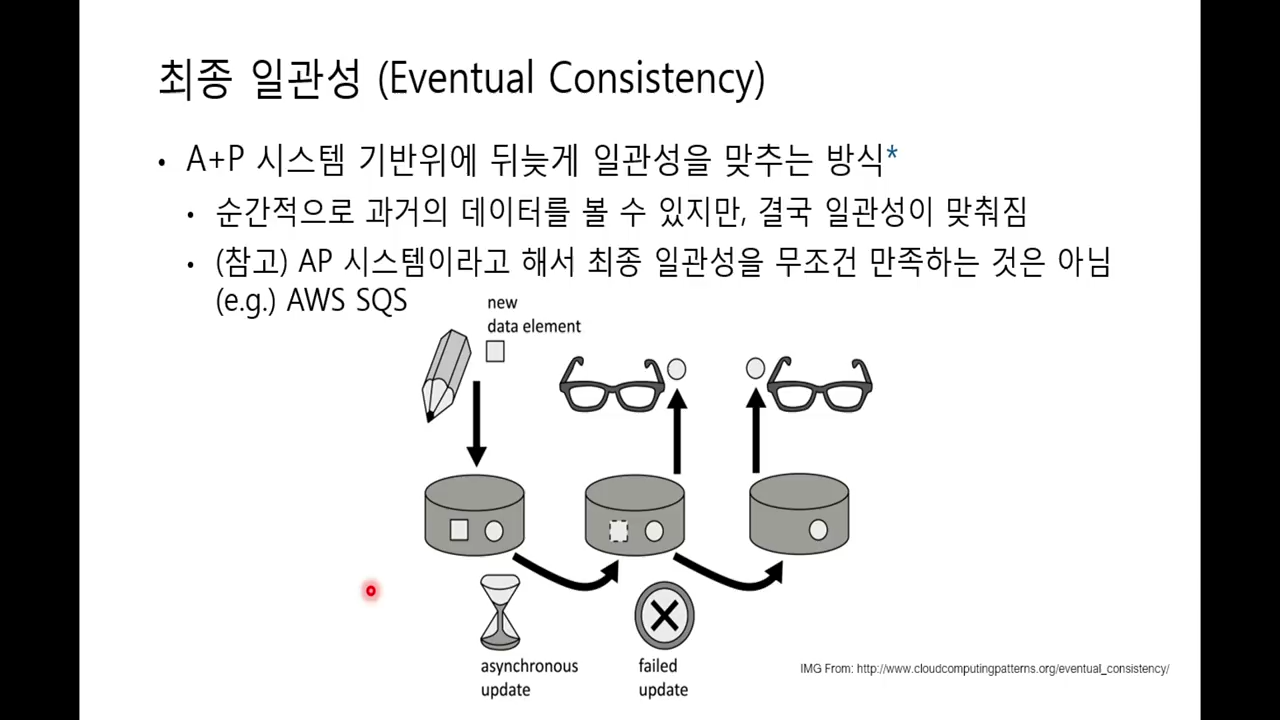 최종 일관성 (Eventual Consistency)
• A+P 시스템 기반위에 뒤늦게 일관성을 맞추는 방식*
• 순간적으로 과거의 데이터를 볼 수 있지만, 결국 일관성이 맞춰짐
• (참고) AP 시스템이라고 해서 최종 일관성을 무조건 만족하는 것은 아님
(e.g.) AWS SQS
new
data element
asynchronous
update
failed
update
IMG From: http://www.cloudcomputingpatterns.org/eventual_consistency/